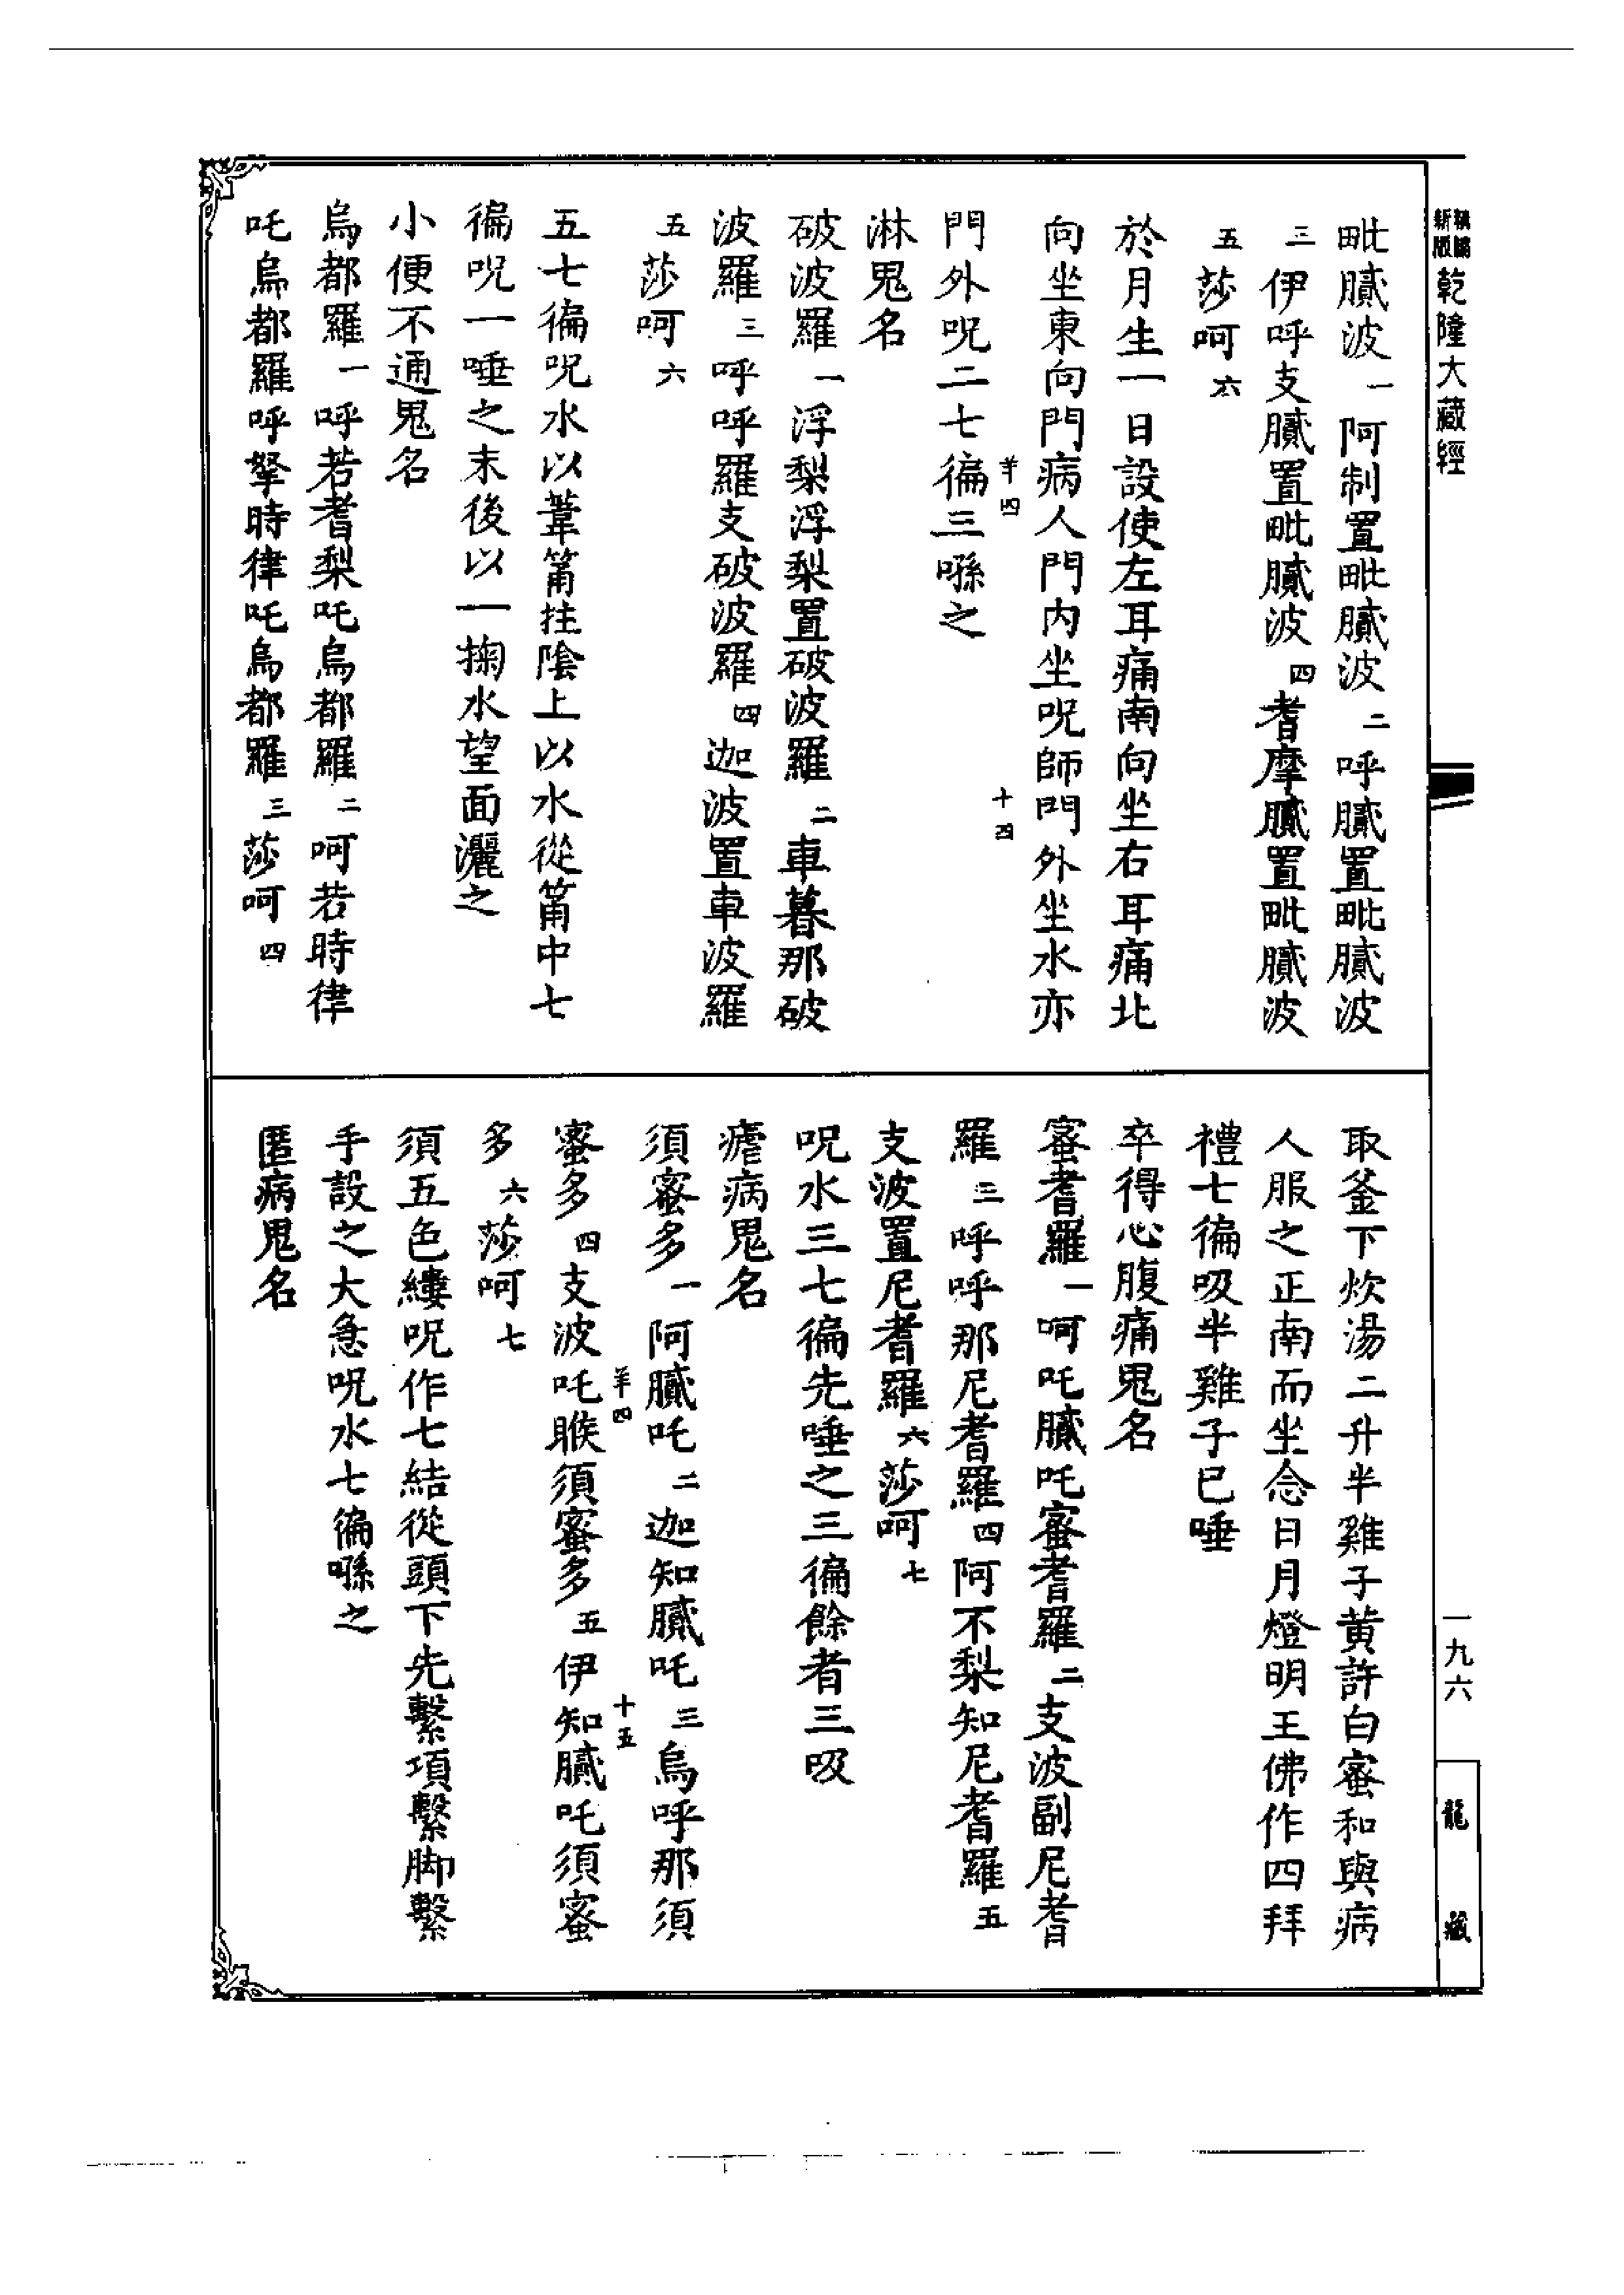 新版
乾隆大藏經
毗膩波一阿制置毗膩波二呼膩置毗膩波
三伊呼支膩置毗膩波四耆摩膩置毗膩波
五莎呵六
於月生一日設使左耳痛南向坐右耳痛北
向坐東向門病人門内坐呪師門外坐水亦
羊四
十四
門外呪二七徧三噝之
淋鬼名
破波羅一浮梨浮梨置破波羅二車暮那破
波羅三呼呼羅支破波羅四迦波置車波羅
五莎呵六
五七徧呪水以葦筩拄陰上以水從筩中七
徧呪一唾之末後以一掬水望面灑之
小便不通鬼名
烏都羅一呼若耆梨吒烏都羅二呵若時律
吒烏都羅呼拏時律吒烏都羅三莎呵四
取釜下炊湯二升半雞子黃許白蜜和與病
人服之正南而坐念日月燈明王佛作四拜
禮七徧吸半雞子已唾
卒得心腹痛鬼名
蜜耆羅一呵吒膩吒蜜耆羅二支波副尼耆
羅三呼呼那尼耆羅四阿不梨知尼耆羅五
支波置尼耆羅六莎呵七
呪水三七徧先唾之三徧餘者三吸
瘧病鬼名
須蜜多一阿膩吒二迦知膩吒三烏呼那須
羊四
十五
蜜多四支波吒睺須蜜多五伊知膩吒須蜜
多六莎呵七
須五色縷呪作七結從頭下先繫項繫脚繫
手設之大急呪水七徧噝之
匿病鬼名
一九六
龍藏